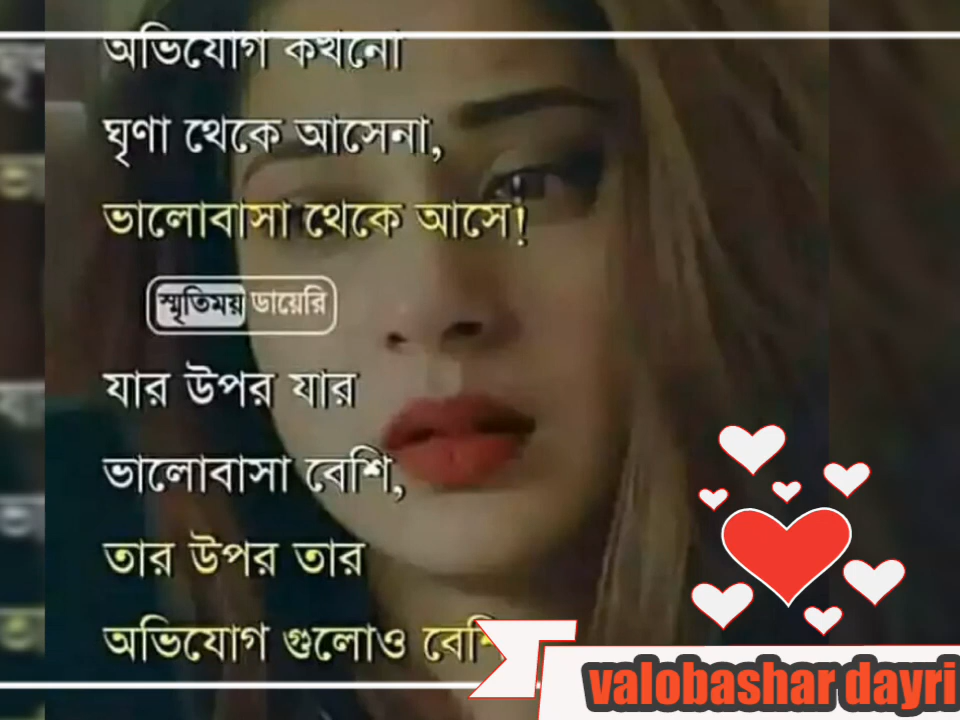 অভিযোগ কখনো
ঘৃণা থেকে আসেনা,
ভালোবাসা থেকে আসে!
স্মৃতিময় ডায়েরি
যার উপর যার
ভালোবাসা বেশি,
তার উপর তার
অভিযোগ গুলোও বেশি
valobashar dayri